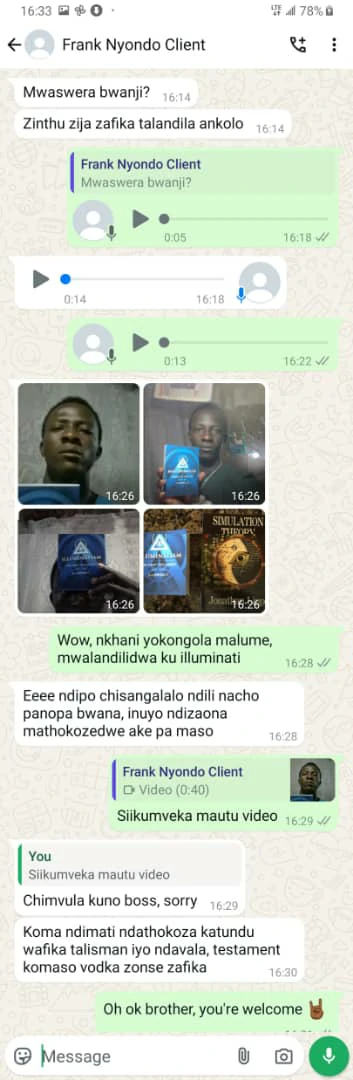 16:33
LTE
78%
Frank Nyondo Client
Mwaswera bwanji? 16:14
Zinthu zija zafika talandila ankolo 16:14
Frank Nyondo Client
Mwaswera bwanji?
0:05 16:18
0:14 16:18
0:13 16:22
16:26
16:26
SIMULATION
THEORY
16:26
16:26
Wow, nkhani yokongola malume,
mwalandilidwa ku illuminati
16:28
Eeee ndipo chisangalalo ndili nacho
panopa bwana, inuyo ndizaona
mathokozedwe ake pa maso
16:28
Frank Nyondo Client
Video (0:40)
Siikumveka mautu video 16:29
You
Siikumveka mautu video
Chimvula kuno boss, sorry 16:29
Koma ndimati ndathokoza katundu
wafika talisman iyo ndavala, testament
komaso vodka zonse zafika
16:30
Oh ok brother, you're welcome
Message